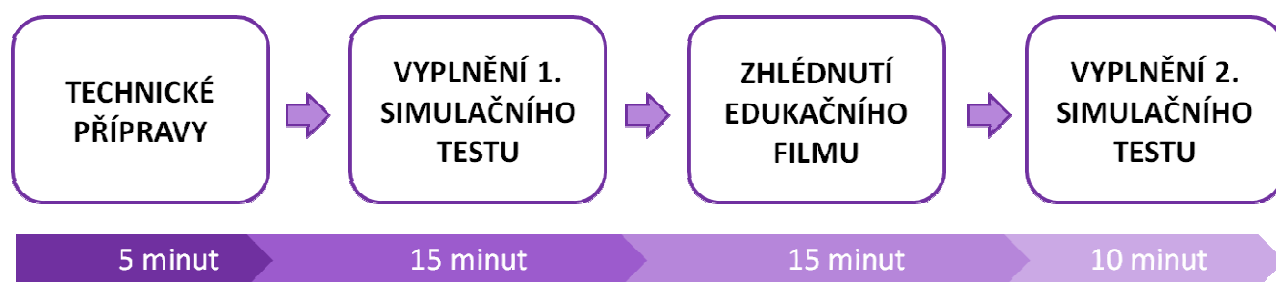 TECHNICKÉ
PŘÍPRAVY
VYPLNĚNÍ 1.
SIMULAČNÍHO
TESTU
ZHLÉDNUTÍ
EDUKAČNÍHO
FILMU
VYPLNĚNÍ 2.
SIMULAČNÍHO
TESTU
5 minut
15 minut
15 minut
10 minut